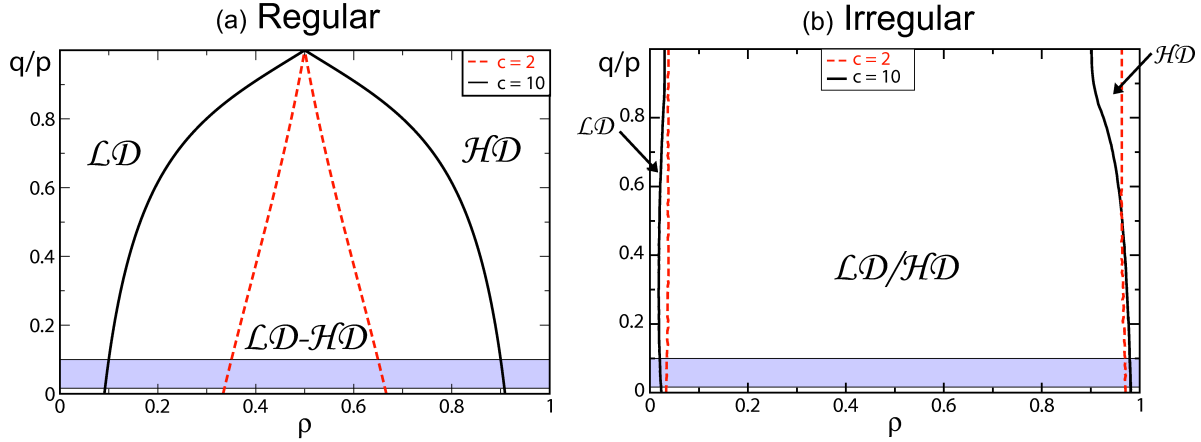 (a) Regular
q/p
c = 2
c = 10
0.8
0.6
0.4
0.2
0
LD
HD
LD-HD
0 0.2 0.4 0.6 0.8 1
ρ
(b) Irregular
q/p
c = 2
c = 10
HD
LD
0.8
0.6
0.4
0.2
0
LD/HD
0 0.2 0.4 0.6 0.8 1
ρ